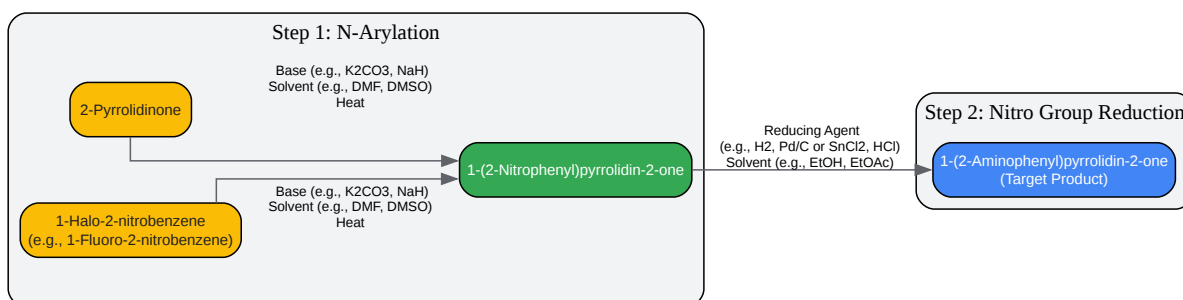 Step 1: N-Arylation
Base (e.g., K2CO3, NaH)
Solvent (e.g., DMF, DMSO)
Heat
2-Pyrrolidinone
Base (e.g., K2CO3, NaH)
Solvent (e.g., DMF, DMSO)
Heat
1-Halo-2-nitrobenzene
(e.g., 1-Fluoro-2-nitrobenzene)
1-(2-Nitrophenyl)pyrrolidin-2-one
Reducing Agent
(e.g., H2, Pd/C or SnCl2, HCl)
Solvent (e.g., EtOH, EtOAc)
Step 2: Nitro Group Reduction
1-(2-Aminophenyl)pyrrolidin-2-one
(Target Product)